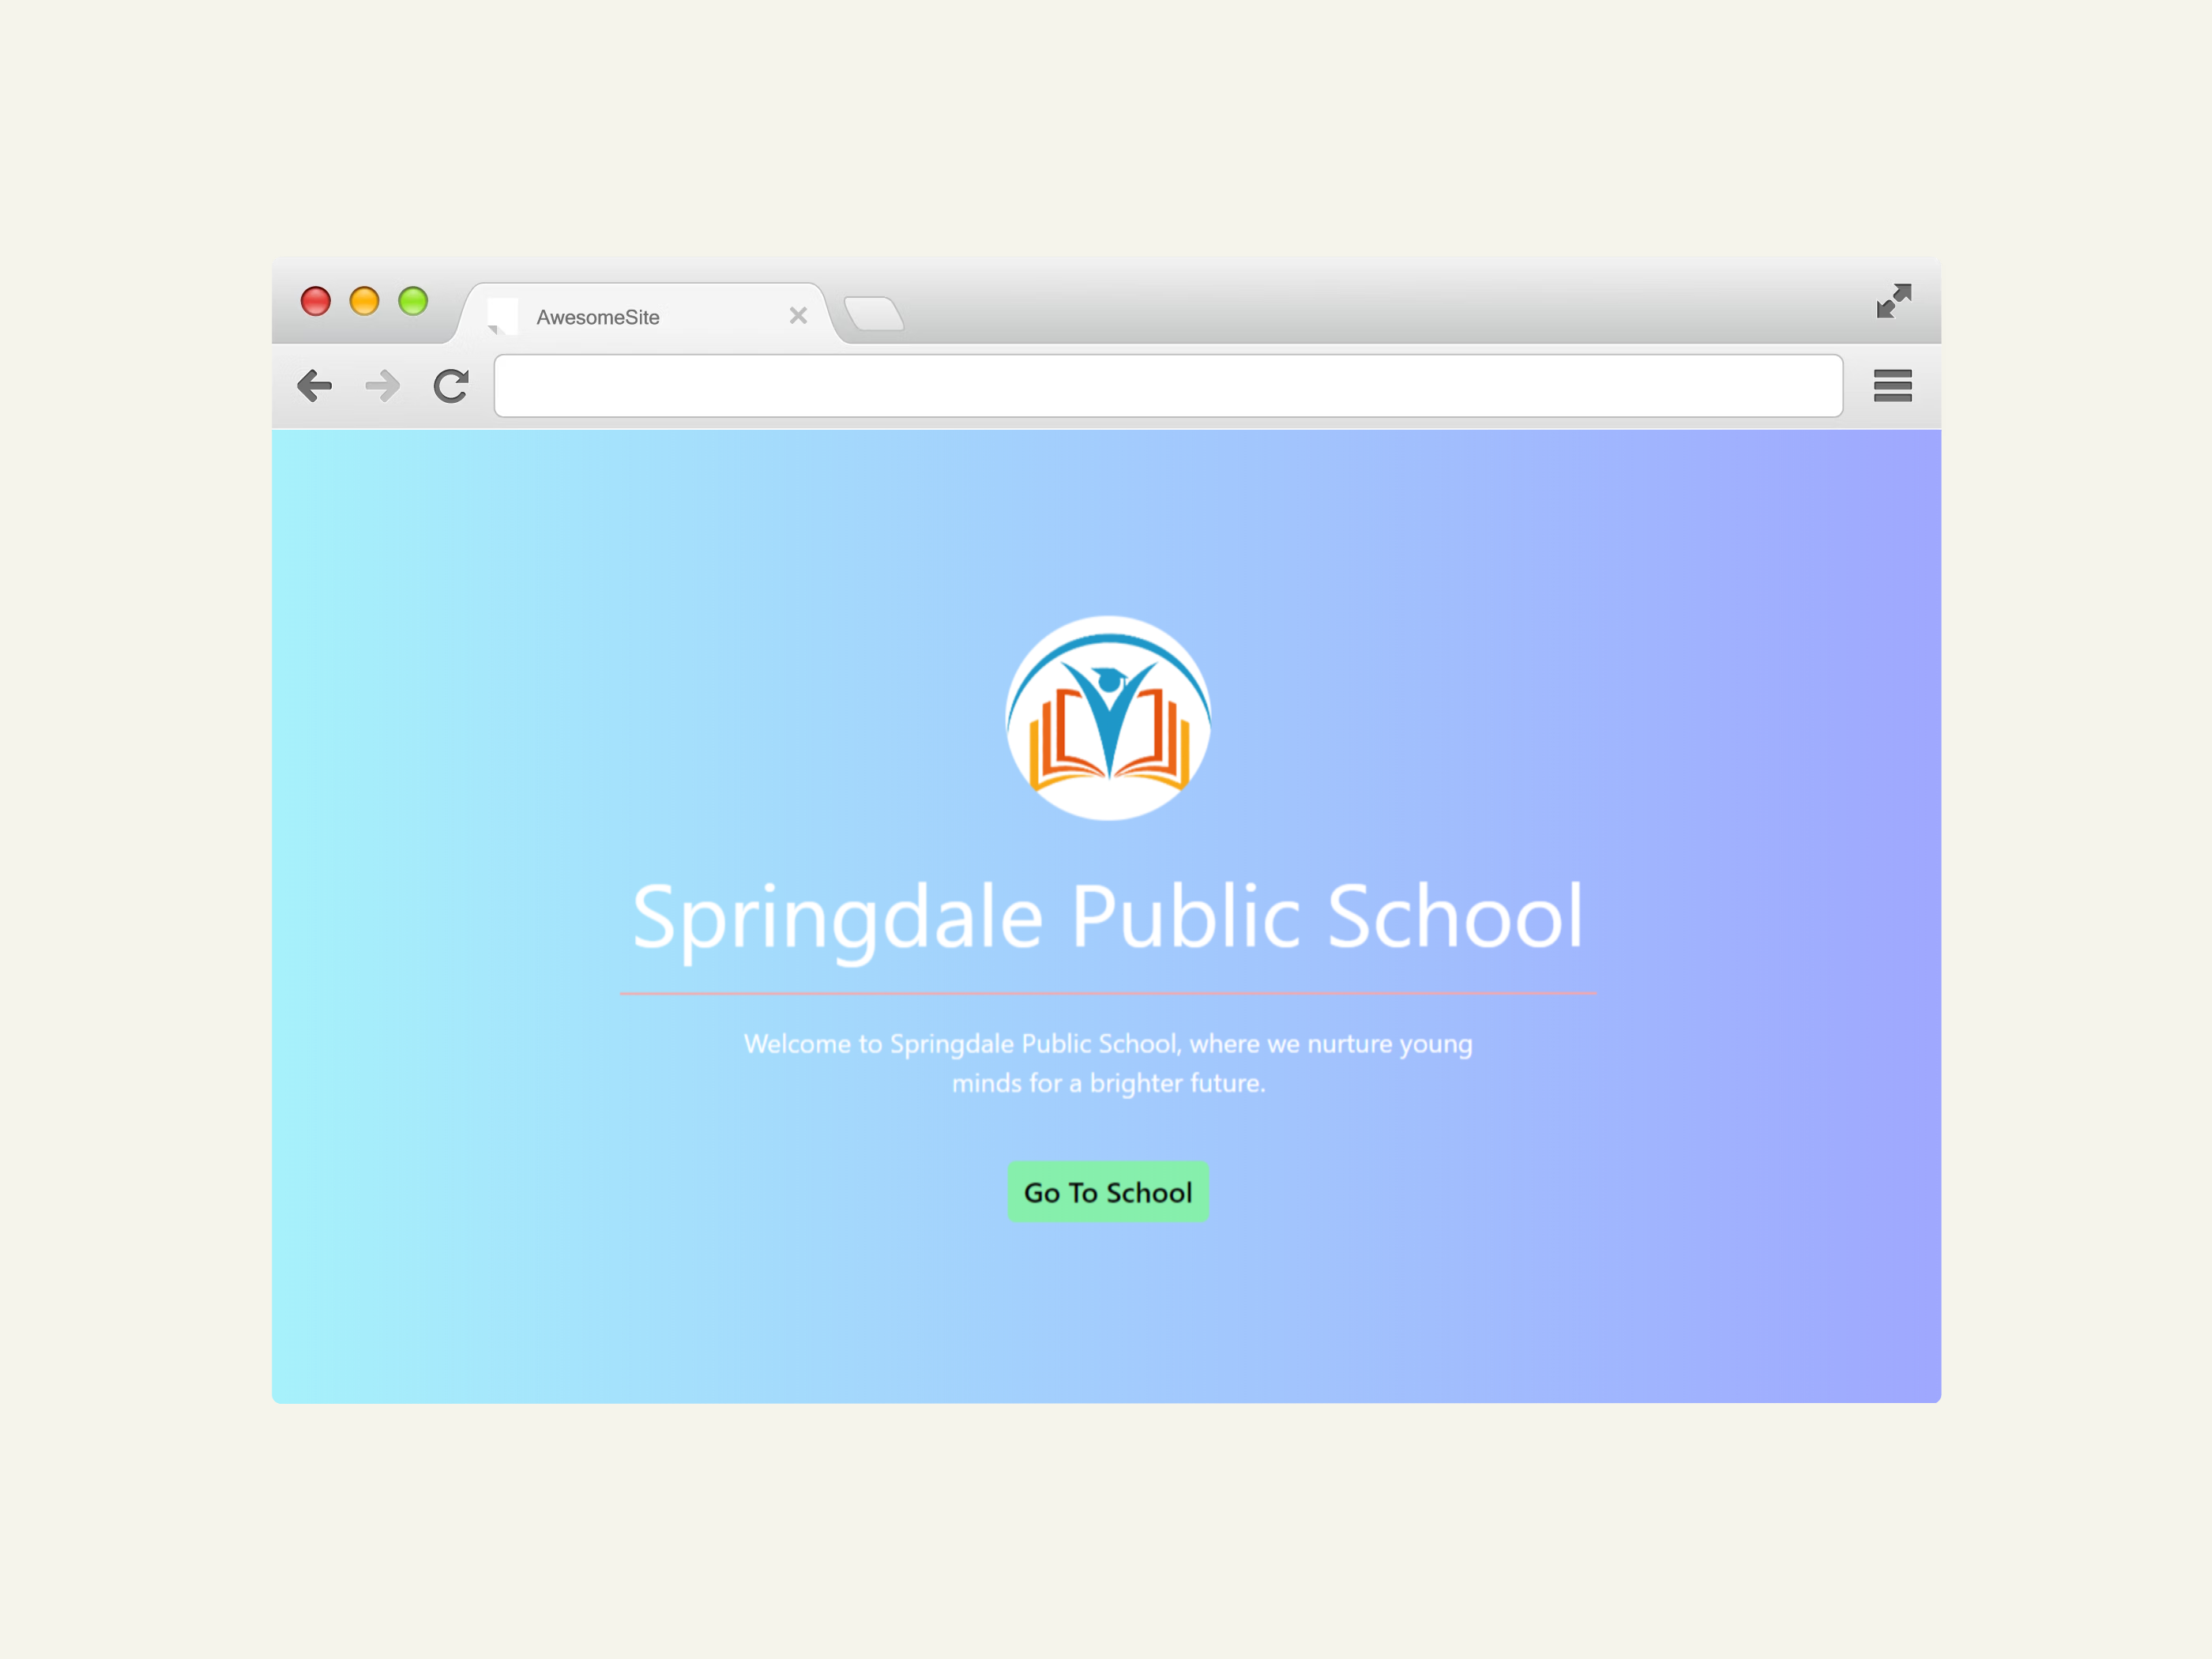 AwesomeSite
Springdale Public School
Welcome to Springdale Public School, where we nurture young
minds for a brighter future.
Go To School